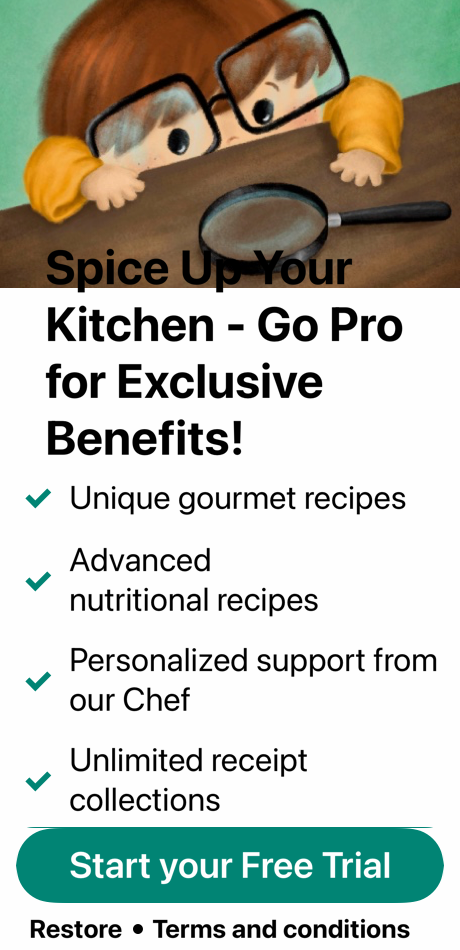 Spice Up Your
Kitchen - Go Pro
for Exclusive
Benefits!
Unique gourmet recipes
Advanced
nutritional recipes
Personalized support from
our Chef
Unlimited receipt
collections
Start your Free Trial
Restore • Terms and conditions